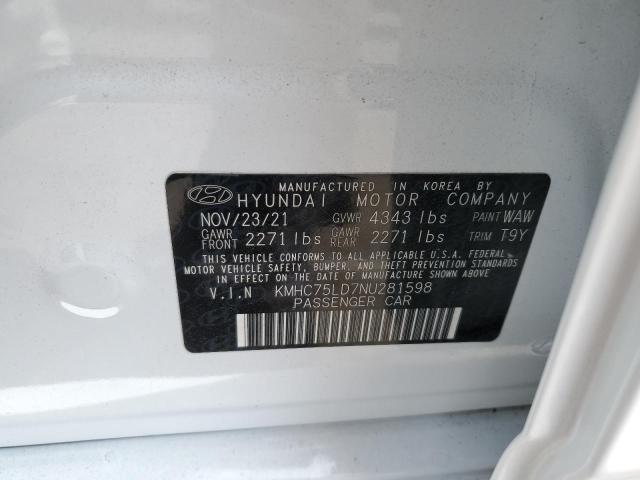 MANUFACTURED IN KOREA BY
HYUNDAI MOTOR COMPANY
NOV/23/21 GVWR 4343 lbs PAINT WAW
GAWR FRONT 2271 lbs GAWR REAR 2271 lbs TRIM T9Y
THIS VEHICLE CONFORMS TO ALL APPLICABLE U.S.A. FEDERAL
MOTOR VEHICLE SAFETY, BUMPER, AND THEFT PREVENTION STANDARDS
IN EFFECT ON THE DATE OF MANUFACTURE SHOWN ABOVE.
V.I.N KMHC75LD7NU281598
PASSENGER CAR